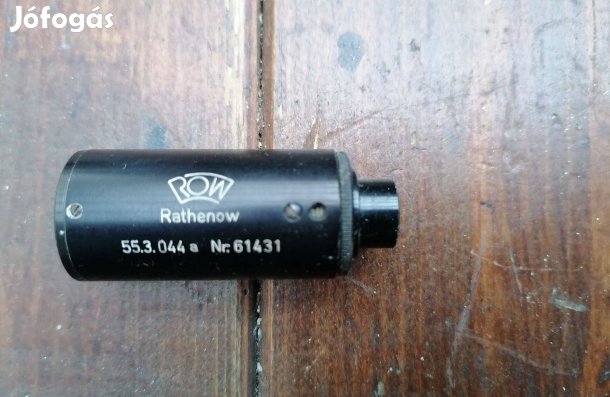 Jófogás
ROW
Rathenow
55.3.044 a Nr. 61431